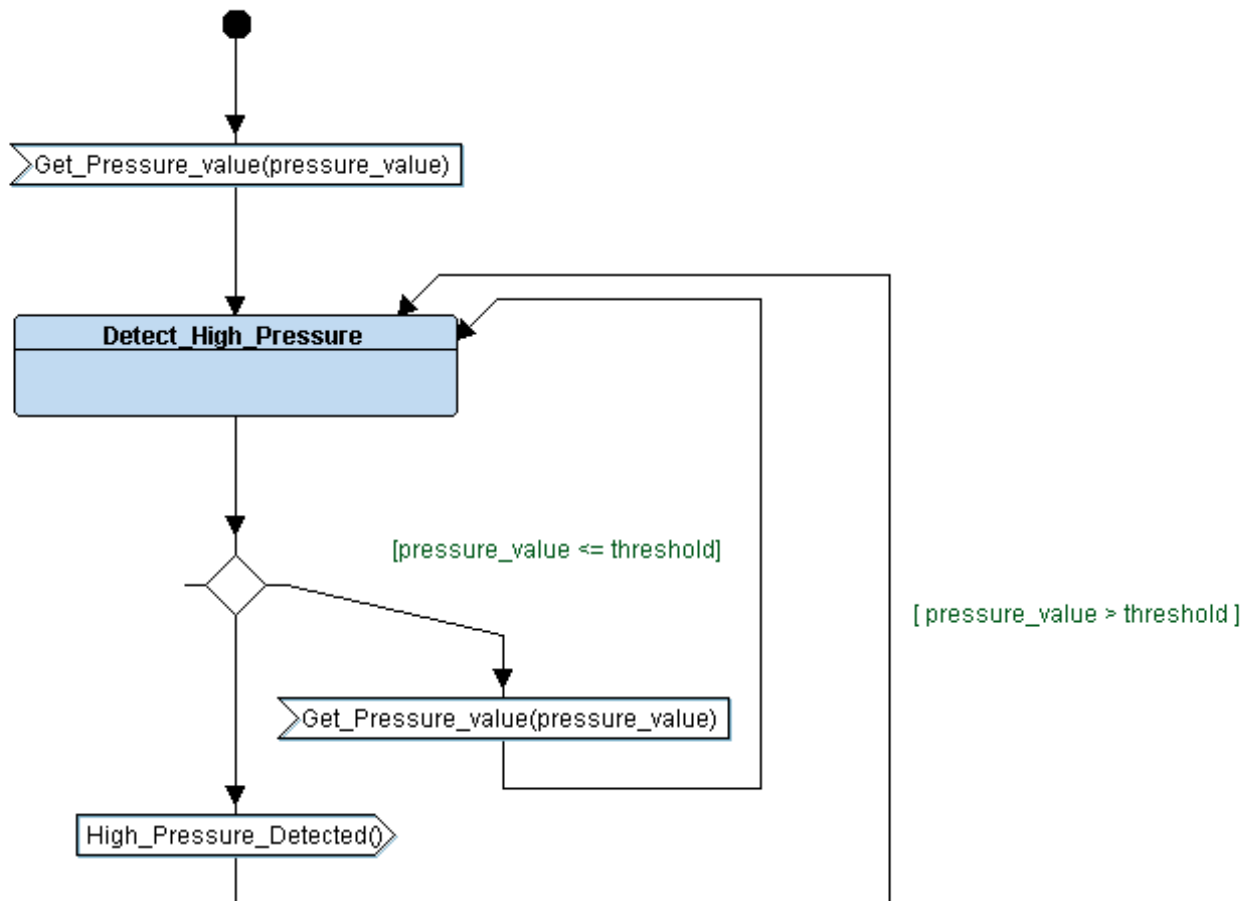 Get_Pressure_value(pressure_value)
Detect_High_Pressure
[pressure_value <= threshold]
[ pressure_value > threshold ]
Get_Pressure_value(pressure_value)
High_Pressure_Detected()